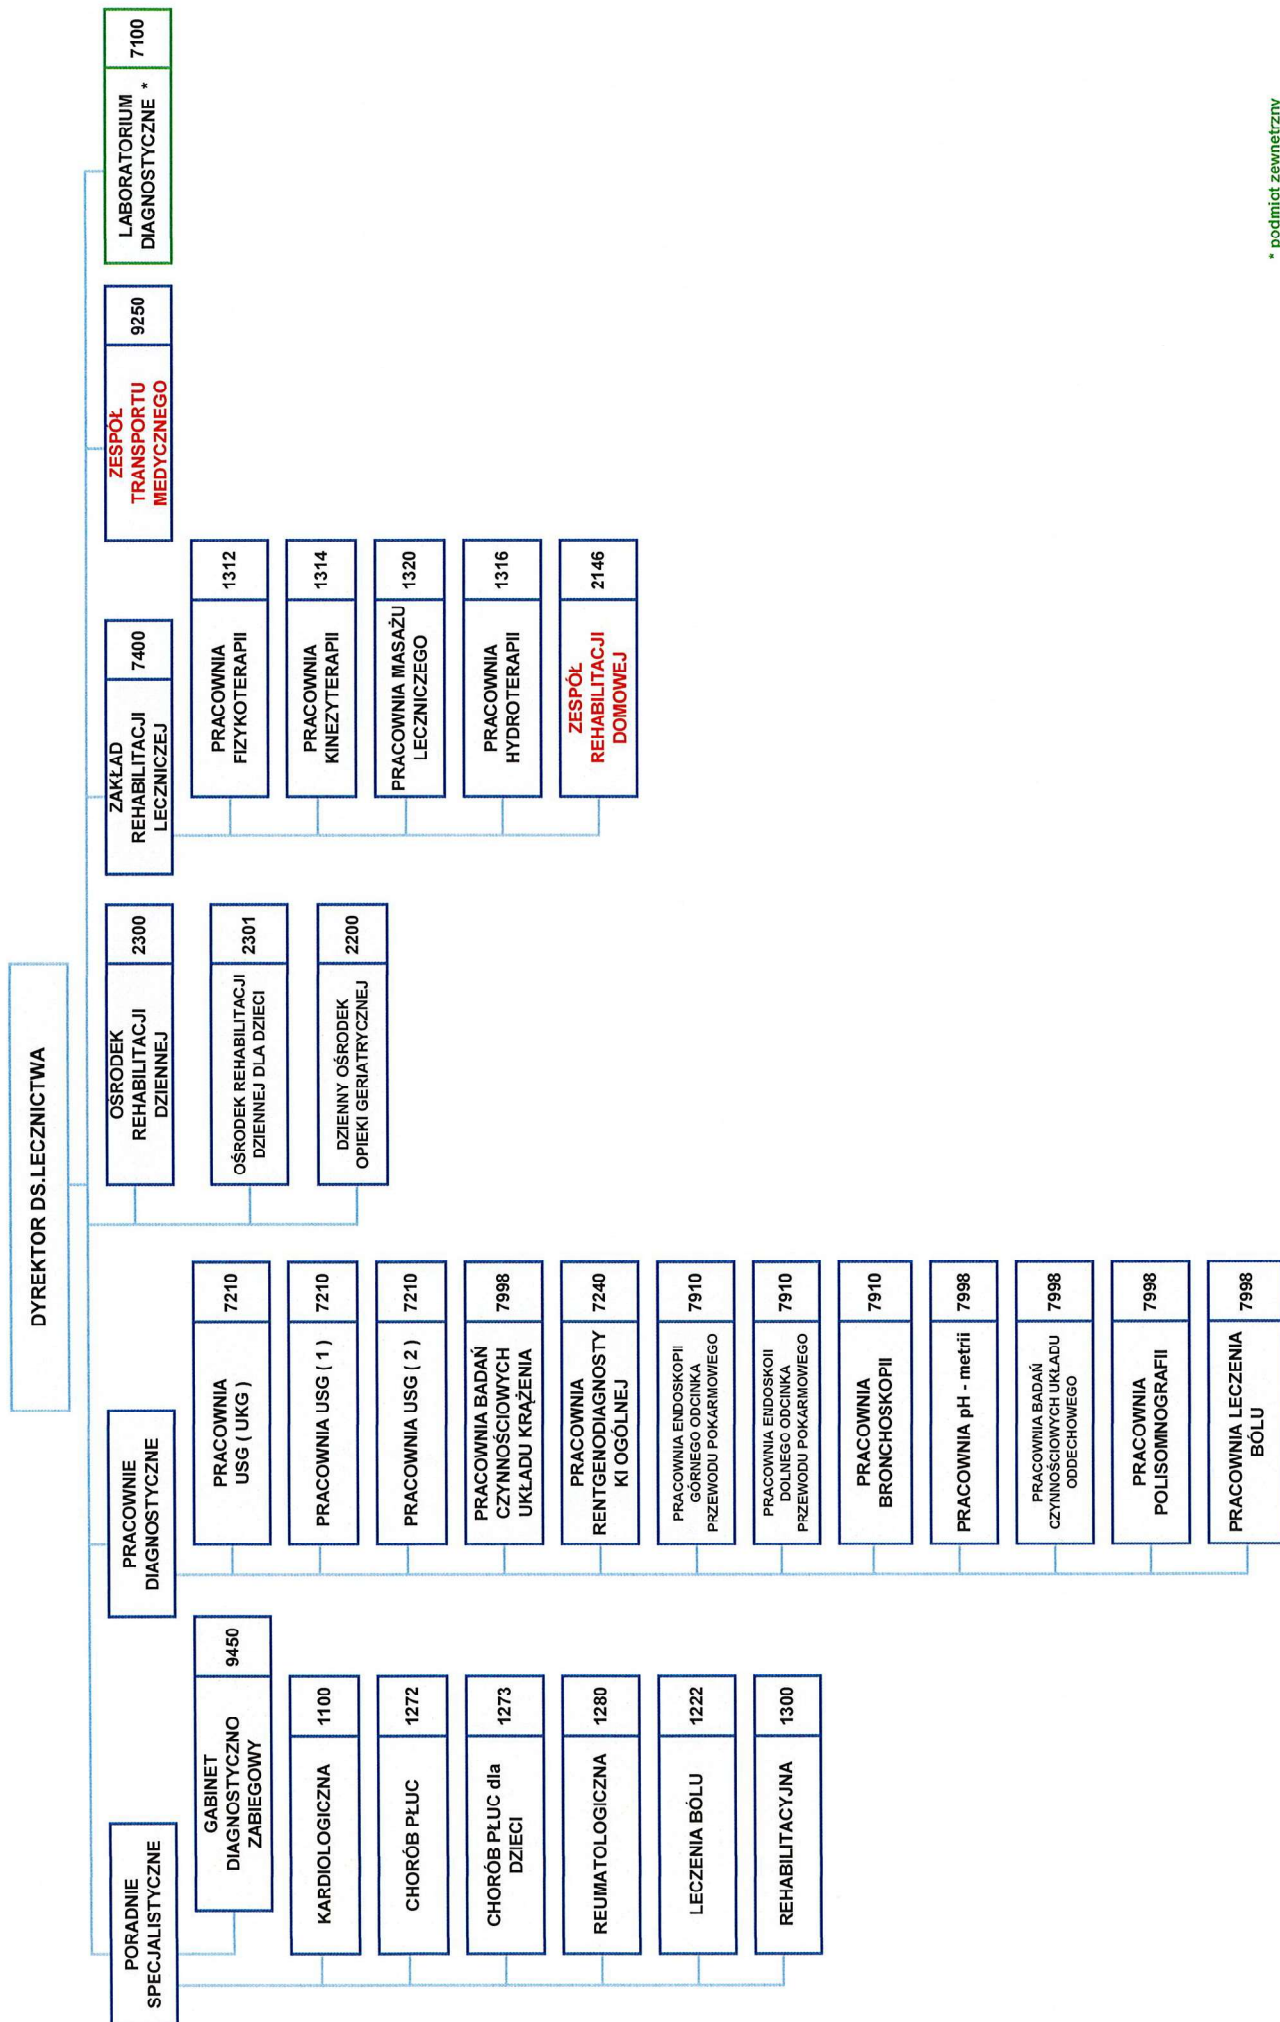 DYREKTOR DS.LECZNICTWA
PORADNIE
SPECJALISTYCZNE
GABINET
DIAGNOSTYCZNO
ZABIEGOWY
9450
KARDIOLOGICZNA
1100
CHORÓB PŁUC
1272
CHORÓB PŁUC dla
DZIECI
1273
REUMATOLOGICZNA
1280
LECZENIA BÓLU
1222
REHABILITACYJNA
1300
PRACOWNIE
DIAGNOSTYCZNE
PRACOWNIA
USG ( UKG )
7210
PRACOWNIA USG ( 1 )
7210
PRACOWNIA USG ( 2 )
7210
PRACOWNIA BADAŃ
CZYNNOŚCIOWYCH
UKŁADU KRĄŻENIA
7998
PRACOWNIA
RENTGENODIAGNOSTY
KI OGÓLNEJ
7240
PRACOWNIA ENDOSKOPII
GÓRNEGO ODCINKA
PRZEWODU POKARMOWEGO
7910
PRACOWNIA ENDOSKOII
DOLNEGO ODCINKA
PRZEWODU POKARMOWEGO
7910
PRACOWNIA
BRONCHOSKOPII
7910
PRACOWNIA pH - metrii
7998
PRACOWNIA BADAŃ
CZYNNOŚCIOWYCH UKŁADU
ODDECHOWEGO
7998
PRACOWNIA
POLISOMNOGRAFII
7998
PRACOWNIA LECZENIA
BÓLU
7998
OŚRODEK
REHABILITACJI
DZIENNEJ
2300
OŚRODEK REHABILITACJI
DZIENNEJ DLA DZIECI
2301
DZIENNY OŚRODEK
OPIEKI GERIATRYCZNEJ
2200
ZAKŁAD
REHABILITACJI
LECZNICZEJ
7400
PRACOWNIA
FIZYKOTERAPII
1312
PRACOWNIA
KINEZYTERAPII
1314
PRACOWNIA MASAŻU
LECZNICZEGO
1320
PRACOWNIA
HYDROTERAPII
1316
ZESPÓŁ
REHABILITACJI
DOMOWEJ
2146
ZESPÓŁ
TRANSPORTU
MEDYCZNEGO
9250
LABORATORIUM
DIAGNOSTYCZNE *
7100
* podmiot zewnetrzny